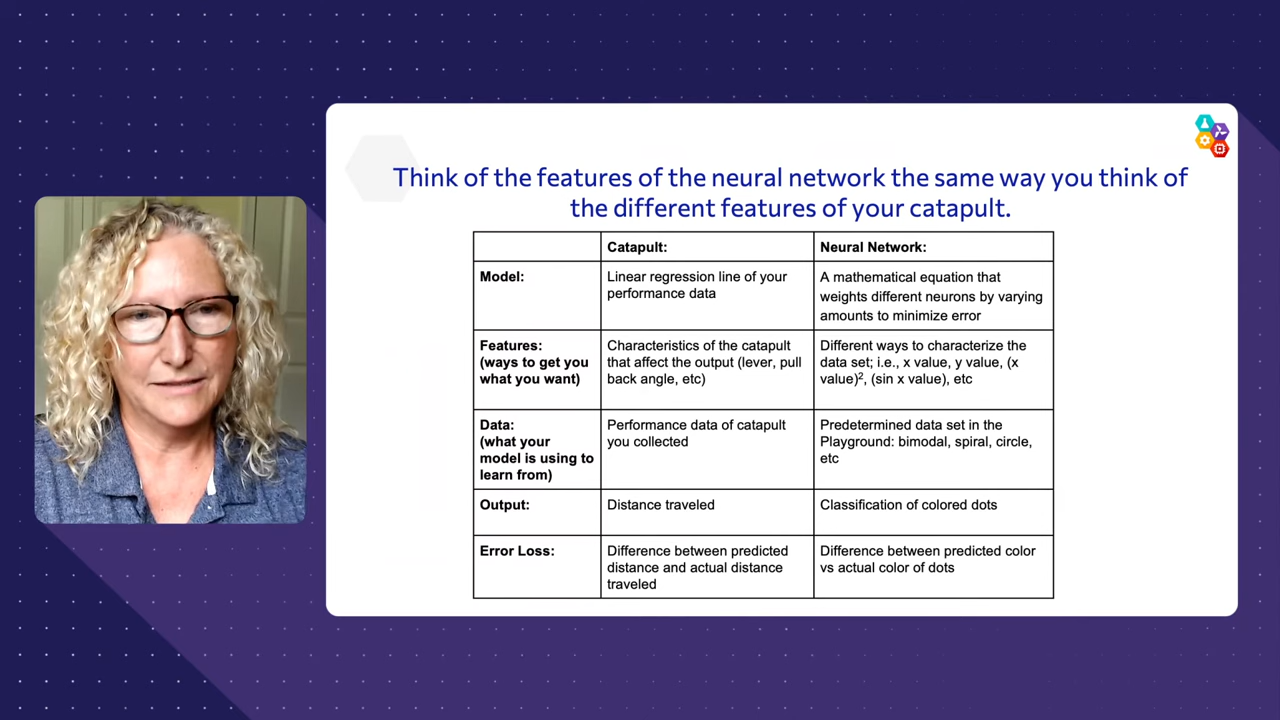 Think of the features of the neural network the same way you think of
the different features of your catapult.
Catapult:
Neural Network:
Model:
Linear regression line of your
performance data
A mathematical equation that
weights different neurons by varying
amounts to minimize error
Features:
(ways to get you
what you want)
Characteristics of the catapult
that affect the output (lever, pull
back angle, etc)
Different ways to characterize the
data set; i.e., x value, y value, (x
value)², (sin x value), etc
Data:
(what your
model is using to
learn from)
Performance data of catapult
you collected
Predetermined data set in the
Playground: bimodal, spiral, circle,
etc
Output:
Distance traveled
Classification of colored dots
Error Loss:
Difference between predicted
distance and actual distance
traveled
Difference between predicted color
vs actual color of dots